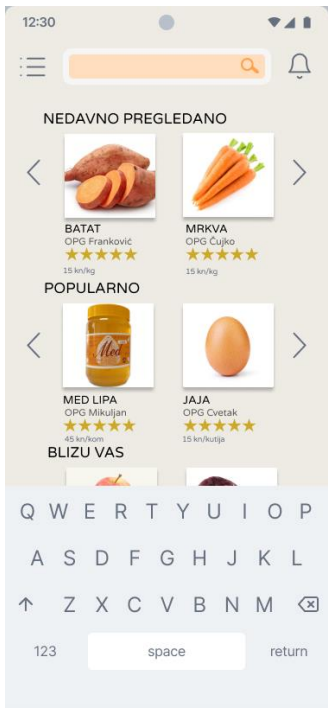 12:30
NEDAVNO PREGLEDANO
BATAT
OPG Franković
15 kn/kg
MRKVA
OPG Čujko
15 kn/kg
POPULARNO
Med
MED LIPA
OPG Mikuljan
45 kn/kom
JAJA
OPG Cvetak
15 kn/kutija
BLIZU VAS
Q W E R T Y U I O P
A S D F G H J K L
Z X C V B N M
123 space return